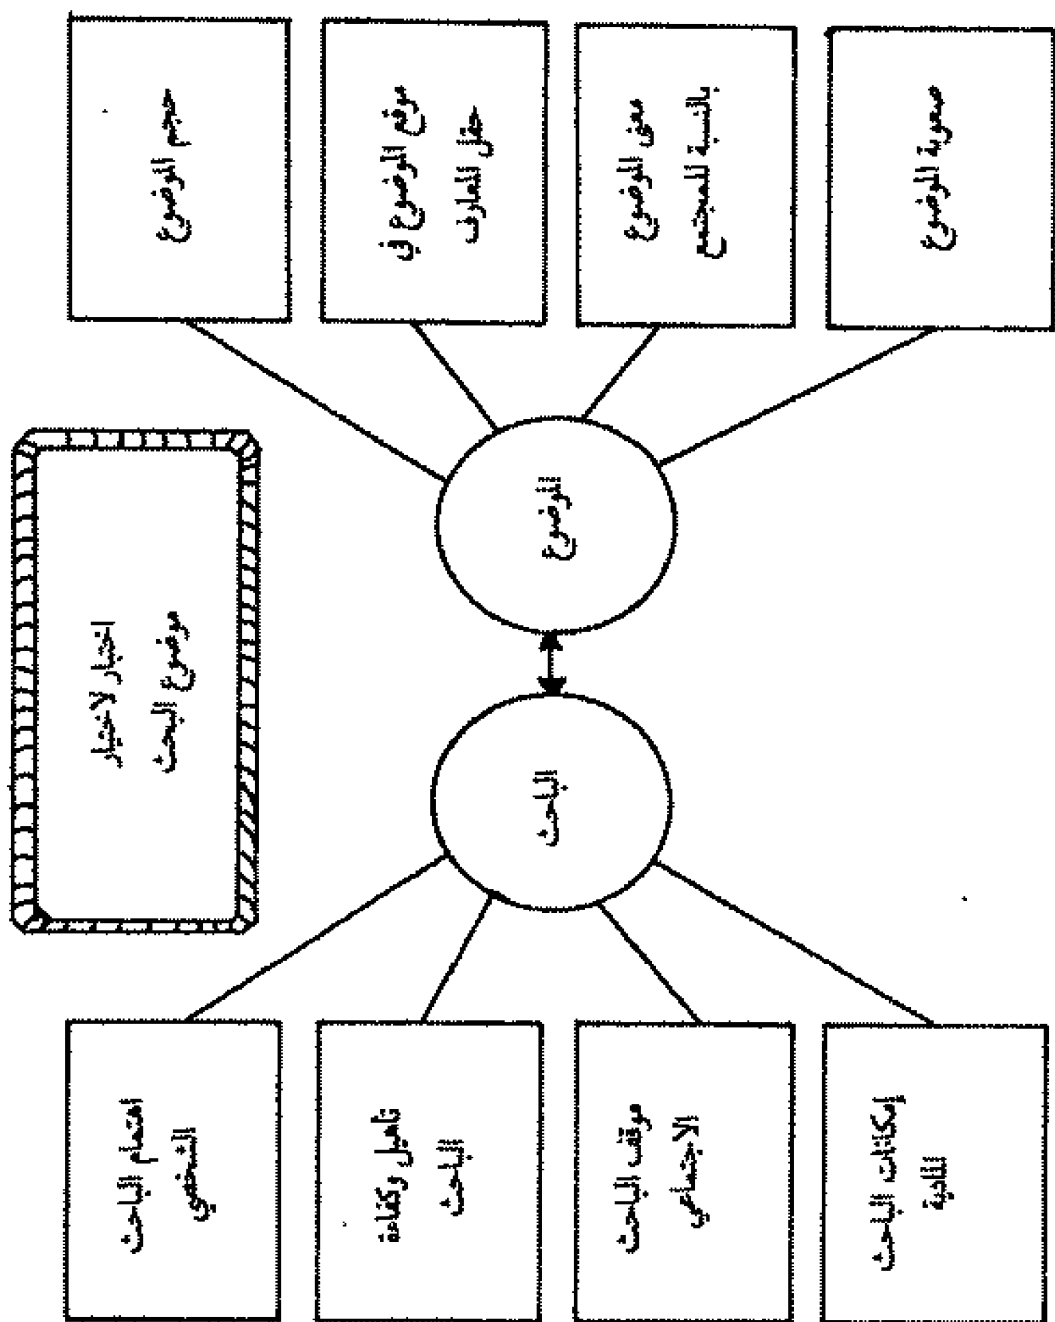 اختبار لاختيار
موضوع البحث
حجم الموضوع
موقع الموضوع في
حقل المعارف
معنى الموضوع
بالنسبة للمجتمع
صعوبة الموضوع
الموضوع
الباحث
اهتمام الباحث
الشخصي
تأهيل وكفاءة
الباحث
موقف الباحث
الاجتماعي
إمكانات الباحث
المادية